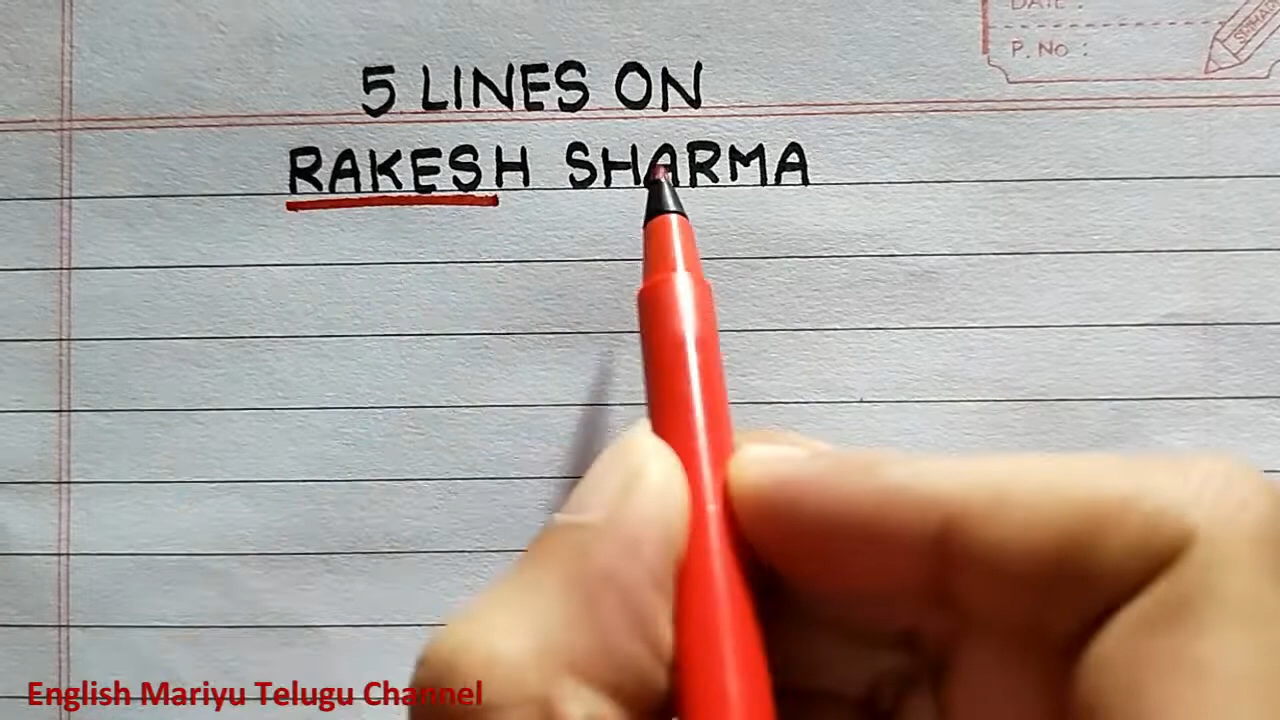 DATE :
P. No :
5 LINES ON
RAKESH SHARMA
English Mariyu Telugu Channel